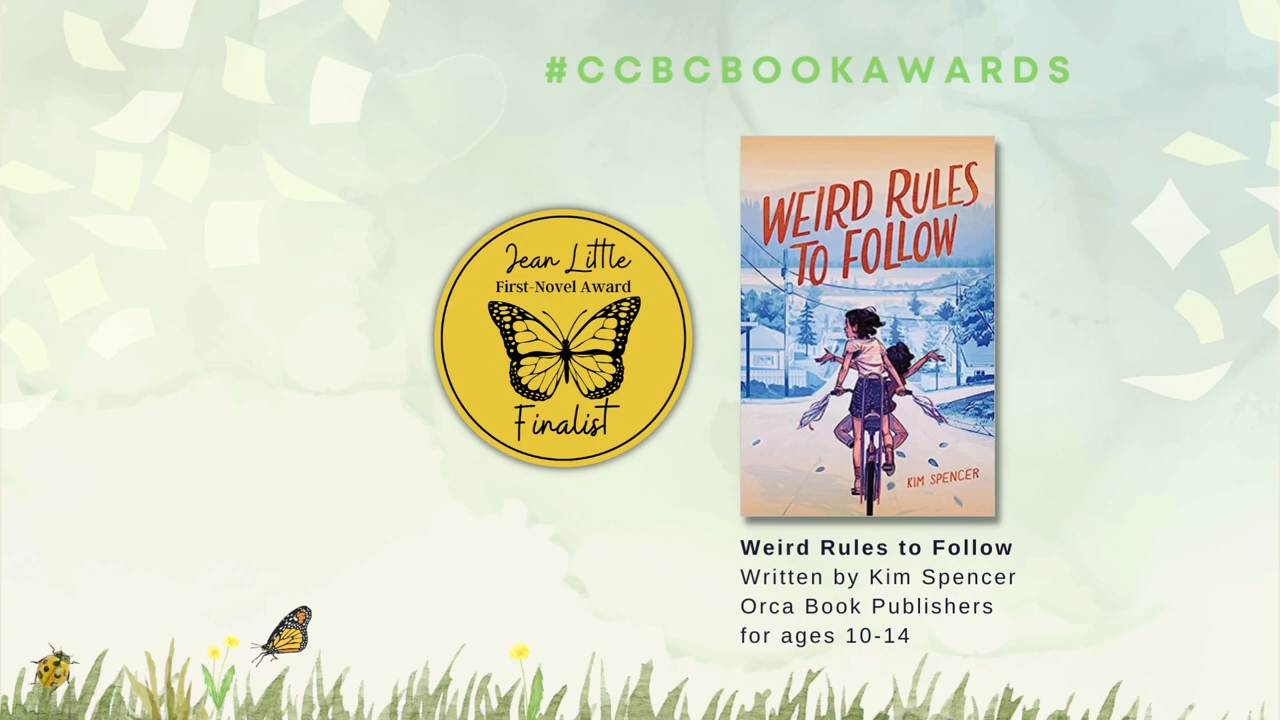 #CCBCBOOKAWARDS
Jean Little
First-Novel Award
Finalist
WEIRD RULES
TO FOLLOW
KIM SPENCER
Weird Rules to Follow
Written by Kim Spencer
Orca Book Publishers
for ages 10-14